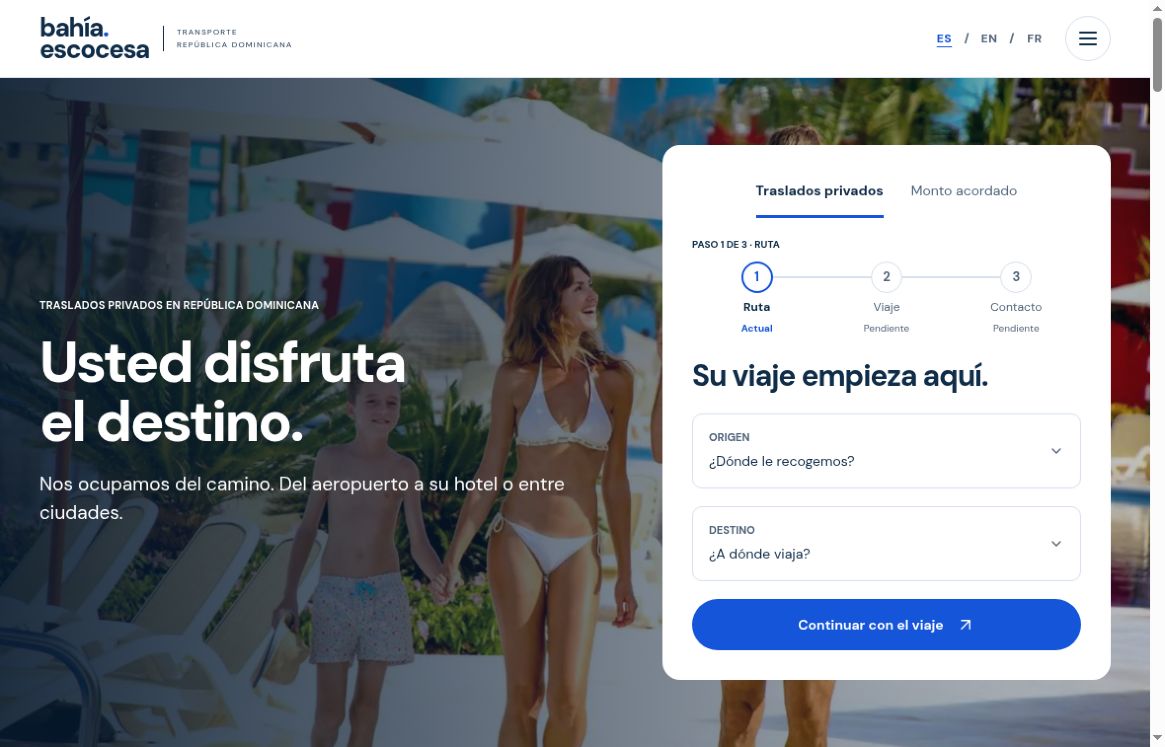 bahía.
escocesa
TRANSPORTE
REPÚBLICA DOMINICANA
ES / EN / FR
TRASLADOS PRIVADOS EN REPÚBLICA DOMINICANA
Usted disfruta
el destino.
Nos ocupamos del camino. Del aeropuerto a su hotel o entre
ciudades.
Traslados privados Monto acordado
PASO 1 DE 3 · RUTA
1 2 3
Ruta Viaje Contacto
Actual Pendiente Pendiente
Su viaje empieza aquí.
ORIGEN
¿Dónde le recogemos?
DESTINO
¿A dónde viaja?
Continuar con el viaje